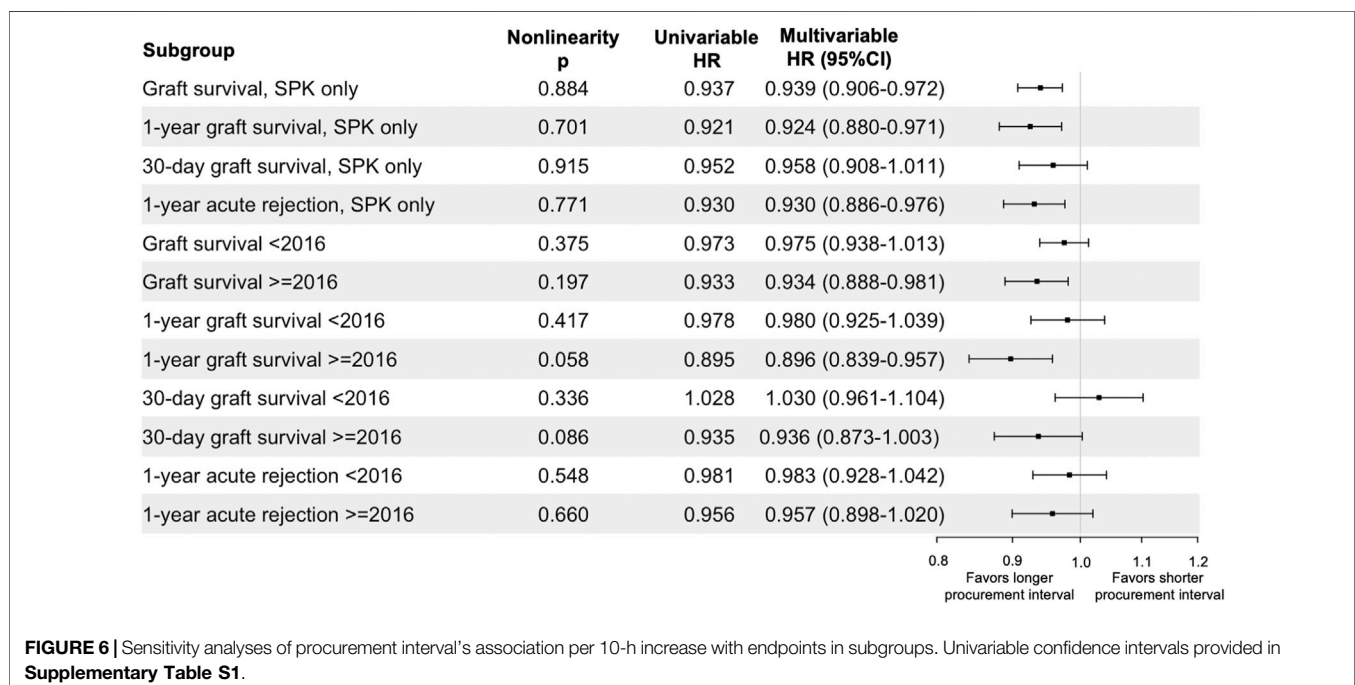 Subgroup Nonlinearity p Univariable HR Multivariable HR (95%CI)
Graft survival, SPK only 0.884 0.937 0.939 (0.906-0.972)
1-year graft survival, SPK only 0.701 0.921 0.924 (0.880-0.971)
30-day graft survival, SPK only 0.915 0.952 0.958 (0.908-1.011)
1-year acute rejection, SPK only 0.771 0.930 0.930 (0.886-0.976)
Graft survival <2016 0.375 0.973 0.975 (0.938-1.013)
Graft survival >=2016 0.197 0.933 0.934 (0.888-0.981)
1-year graft survival <2016 0.417 0.978 0.980 (0.925-1.039)
1-year graft survival >=2016 0.058 0.895 0.896 (0.839-0.957)
30-day graft survival <2016 0.336 1.028 1.030 (0.961-1.104)
30-day graft survival >=2016 0.086 0.935 0.936 (0.873-1.003)
1-year acute rejection <2016 0.548 0.981 0.983 (0.928-1.042)
1-year acute rejection >=2016 0.660 0.956 0.957 (0.898-1.020)
0.8 0.9 1.0 1.1 1.2
Favors longer procurement interval
Favors shorter procurement interval
FIGURE 6 | Sensitivity analyses of procurement interval's association per 10-h increase with endpoints in subgroups. Univariable confidence intervals provided in
Supplementary Table S1.